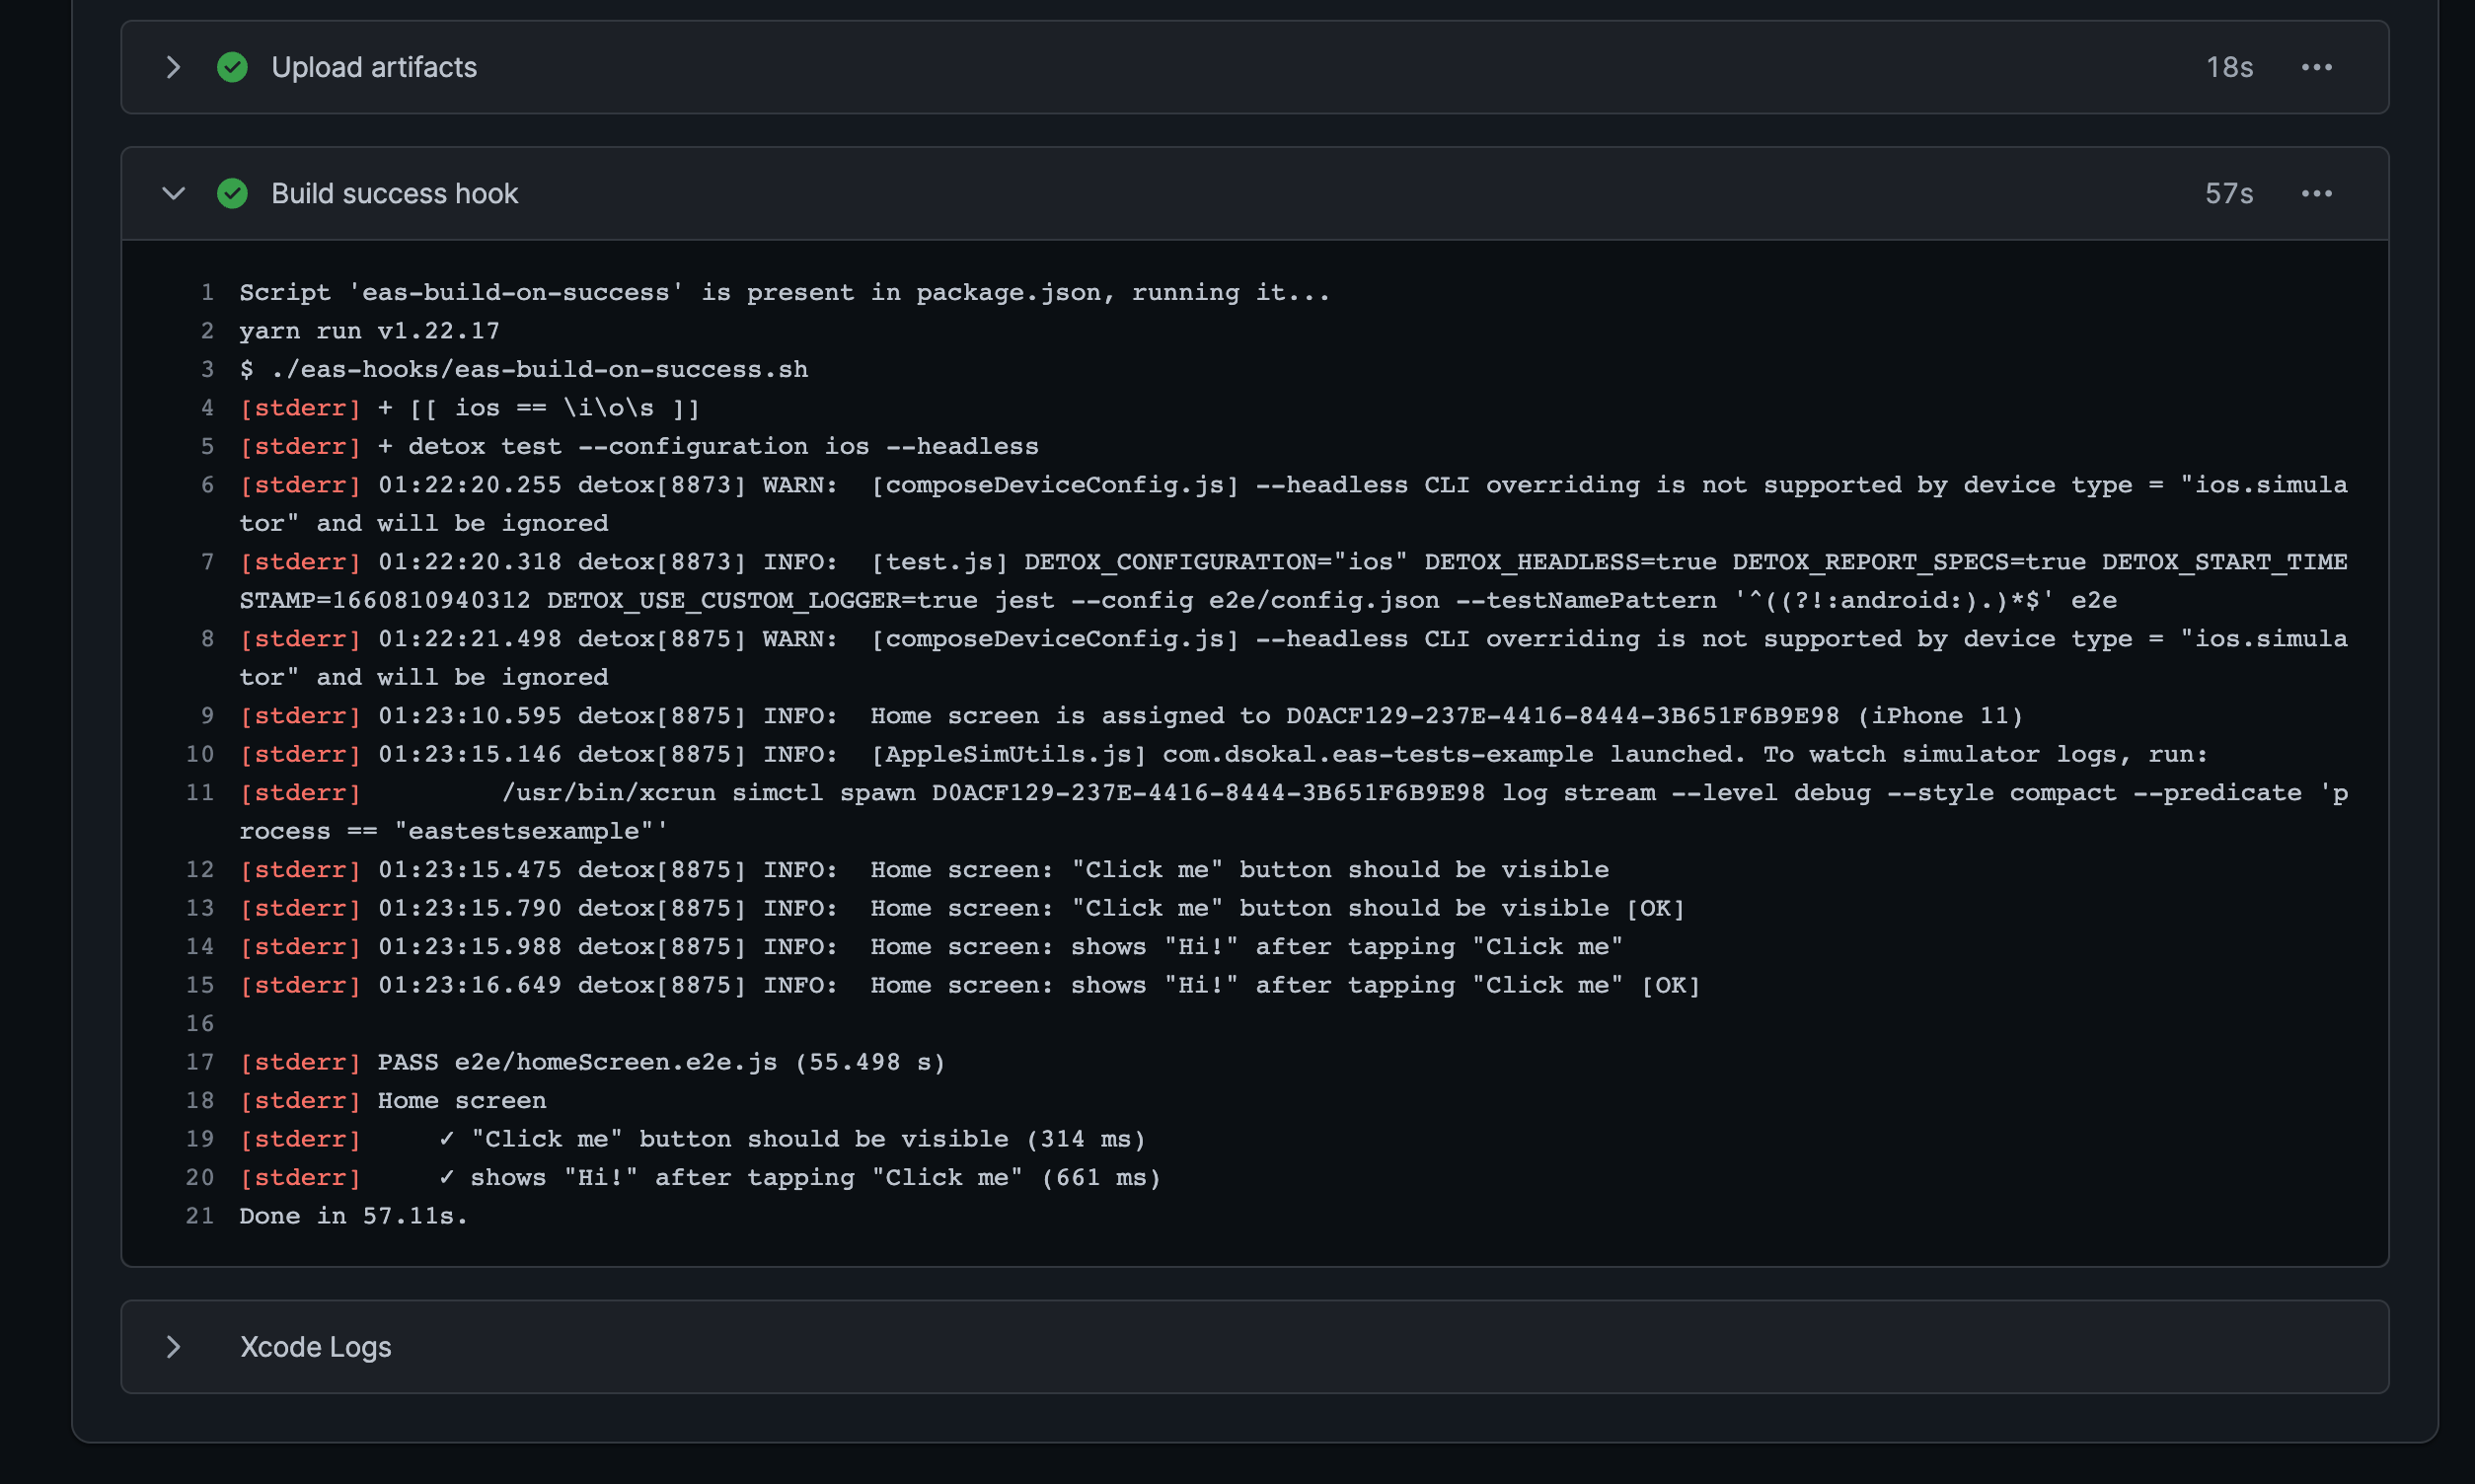 Upload artifacts 18s
Build success hook 57s
1 Script 'eas-build-on-success' is present in package.json, running it...
2 yarn run v1.22.17
3 $ ./eas-hooks/eas-build-on-success.sh
4 [stderr] + [[ ios == \i\o\s ]]
5 [stderr] + detox test --configuration ios --headless
6 [stderr] 01:22:20.255 detox[8873] WARN:  [composeDeviceConfig.js] --headless CLI overriding is not supported by device type = "ios.simula
tor" and will be ignored
7 [stderr] 01:22:20.318 detox[8873] INFO:  [test.js] DETOX_CONFIGURATION="ios" DETOX_HEADLESS=true DETOX_REPORT_SPECS=true DETOX_START_TIME
STAMP=1660810940312 DETOX_USE_CUSTOM_LOGGER=true jest --config e2e/config.json --testNamePattern '^((?!:android:).)*$' e2e
8 [stderr] 01:22:21.498 detox[8875] WARN:  [composeDeviceConfig.js] --headless CLI overriding is not supported by device type = "ios.simula
tor" and will be ignored
9 [stderr] 01:23:10.595 detox[8875] INFO:  Home screen is assigned to D0ACF129-237E-4416-8444-3B651F6B9E98 (iPhone 11)
10 [stderr] 01:23:15.146 detox[8875] INFO:  [AppleSimUtils.js] com.dsokal.eas-tests-example launched. To watch simulator logs, run:
11 [stderr]         /usr/bin/xcrun simctl spawn D0ACF129-237E-4416-8444-3B651F6B9E98 log stream --level debug --style compact --predicate 'p
rocess == "eastestsexample"'
12 [stderr] 01:23:15.475 detox[8875] INFO:  Home screen: "Click me" button should be visible
13 [stderr] 01:23:15.790 detox[8875] INFO:  Home screen: "Click me" button should be visible [OK]
14 [stderr] 01:23:15.988 detox[8875] INFO:  Home screen: shows "Hi!" after tapping "Click me"
15 [stderr] 01:23:16.649 detox[8875] INFO:  Home screen: shows "Hi!" after tapping "Click me" [OK]
16
17 [stderr] PASS e2e/homeScreen.e2e.js (55.498 s)
18 [stderr] Home screen
19 [stderr]     ✓ "Click me" button should be visible (314 ms)
20 [stderr]     ✓ shows "Hi!" after tapping "Click me" (661 ms)
21 Done in 57.11s.
Xcode Logs